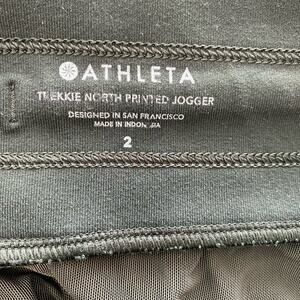 ATHLETA
TREKKIE NORTH PRINTED JOGGER
DESIGNED IN SAN FRANCISCO
MADE IN INDONESIA
2